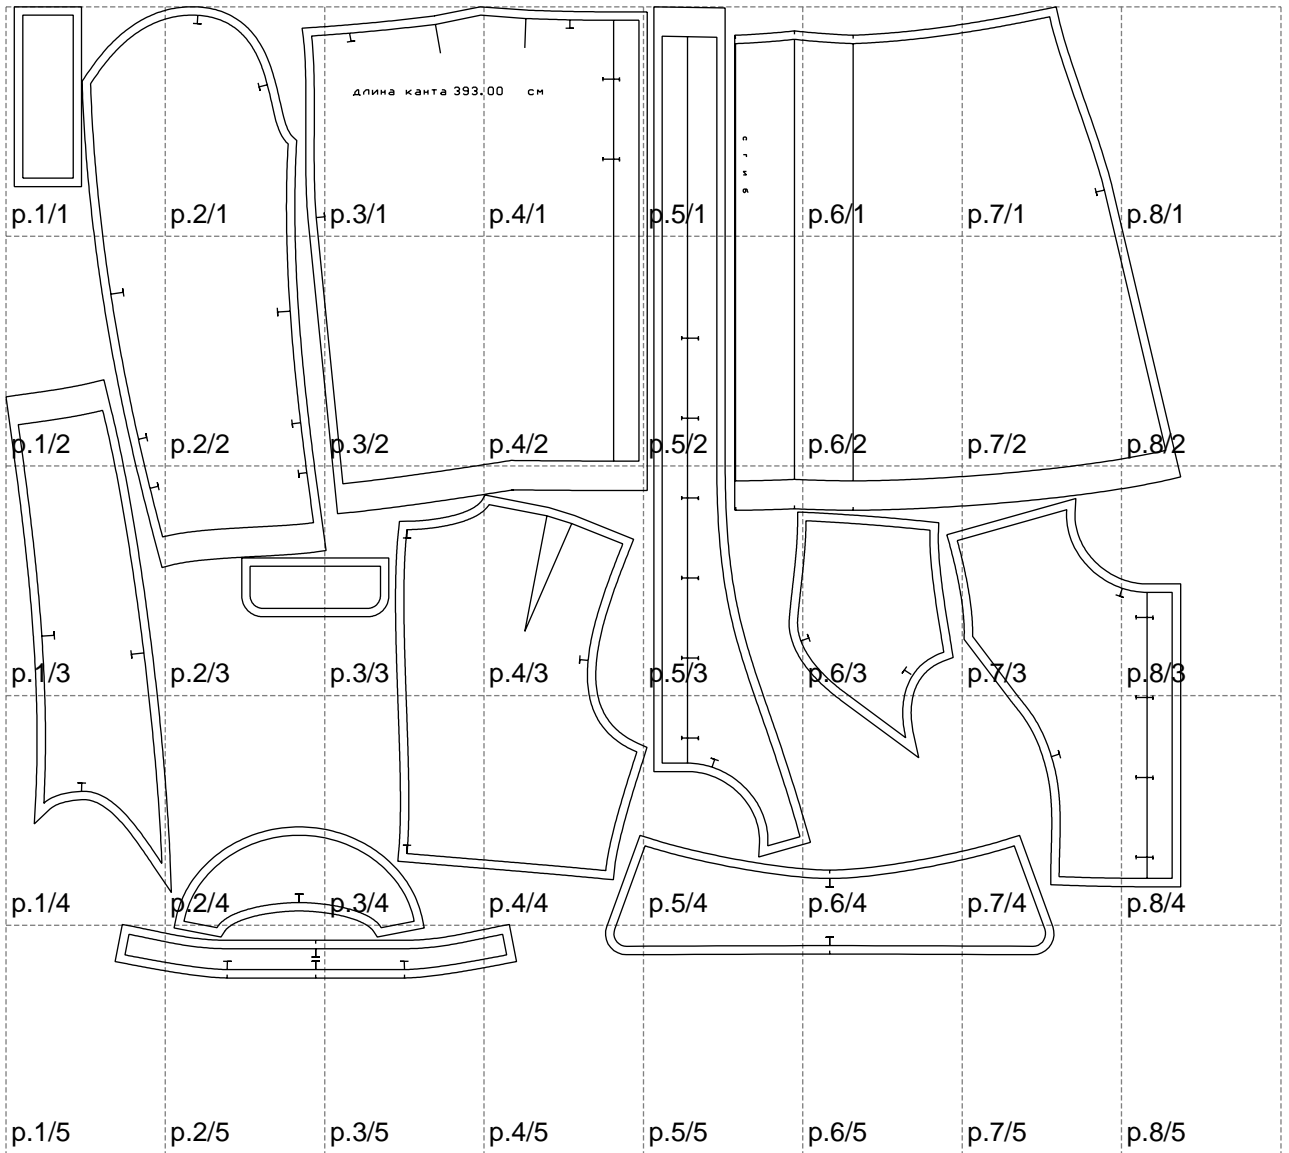 длина канта 393.00 см
сгиб
p.1/1 p.2/1 p.3/1 p.4/1 p.5/1 p.6/1 p.7/1 p.8/1
p.1/2 p.2/2 p.3/2 p.4/2 p.5/2 p.6/2 p.7/2 p.8/2
p.1/3 p.2/3 p.3/3 p.4/3 p.5/3 p.6/3 p.7/3 p.8/3
p.1/4 p.2/4 p.3/4 p.4/4 p.5/4 p.6/4 p.7/4 p.8/4
p.1/5 p.2/5 p.3/5 p.4/5 p.5/5 p.6/5 p.7/5 p.8/5